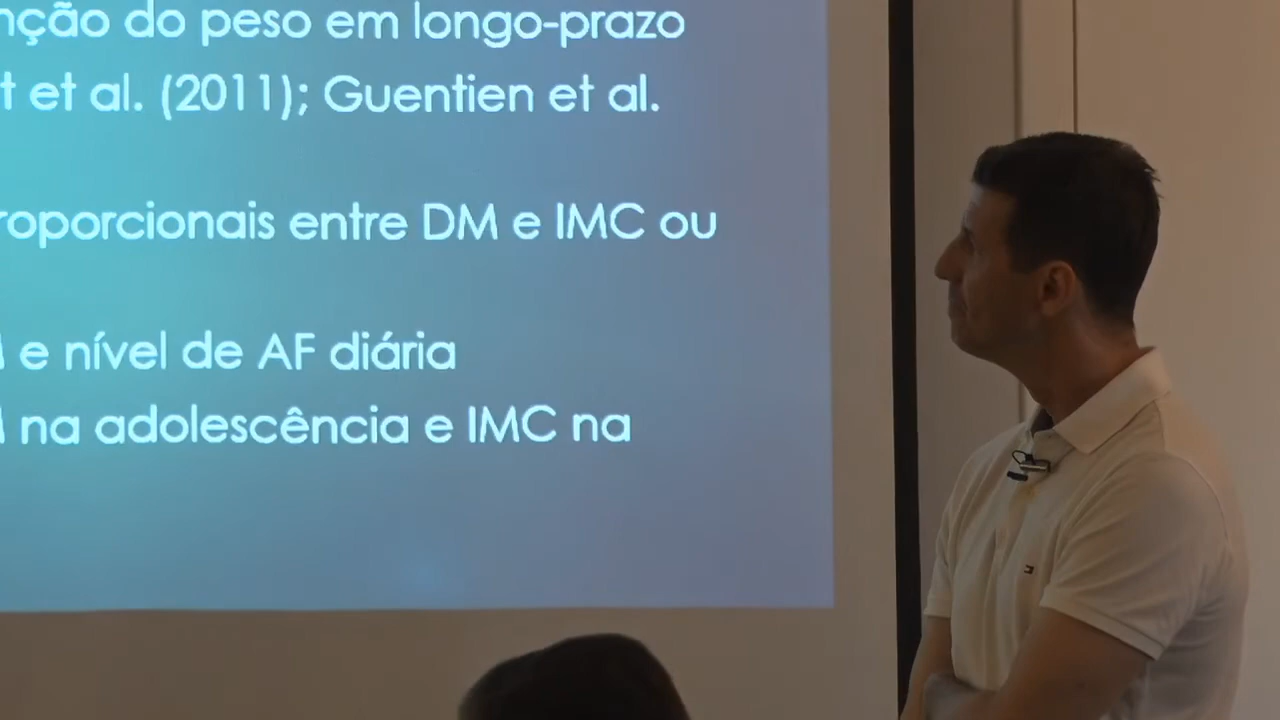 nção do peso em longo-prazo
t et al. (2011); Guentien et al.
roporcionais entre DM e IMC ou
e nível de AF diária
na adolescência e IMC na